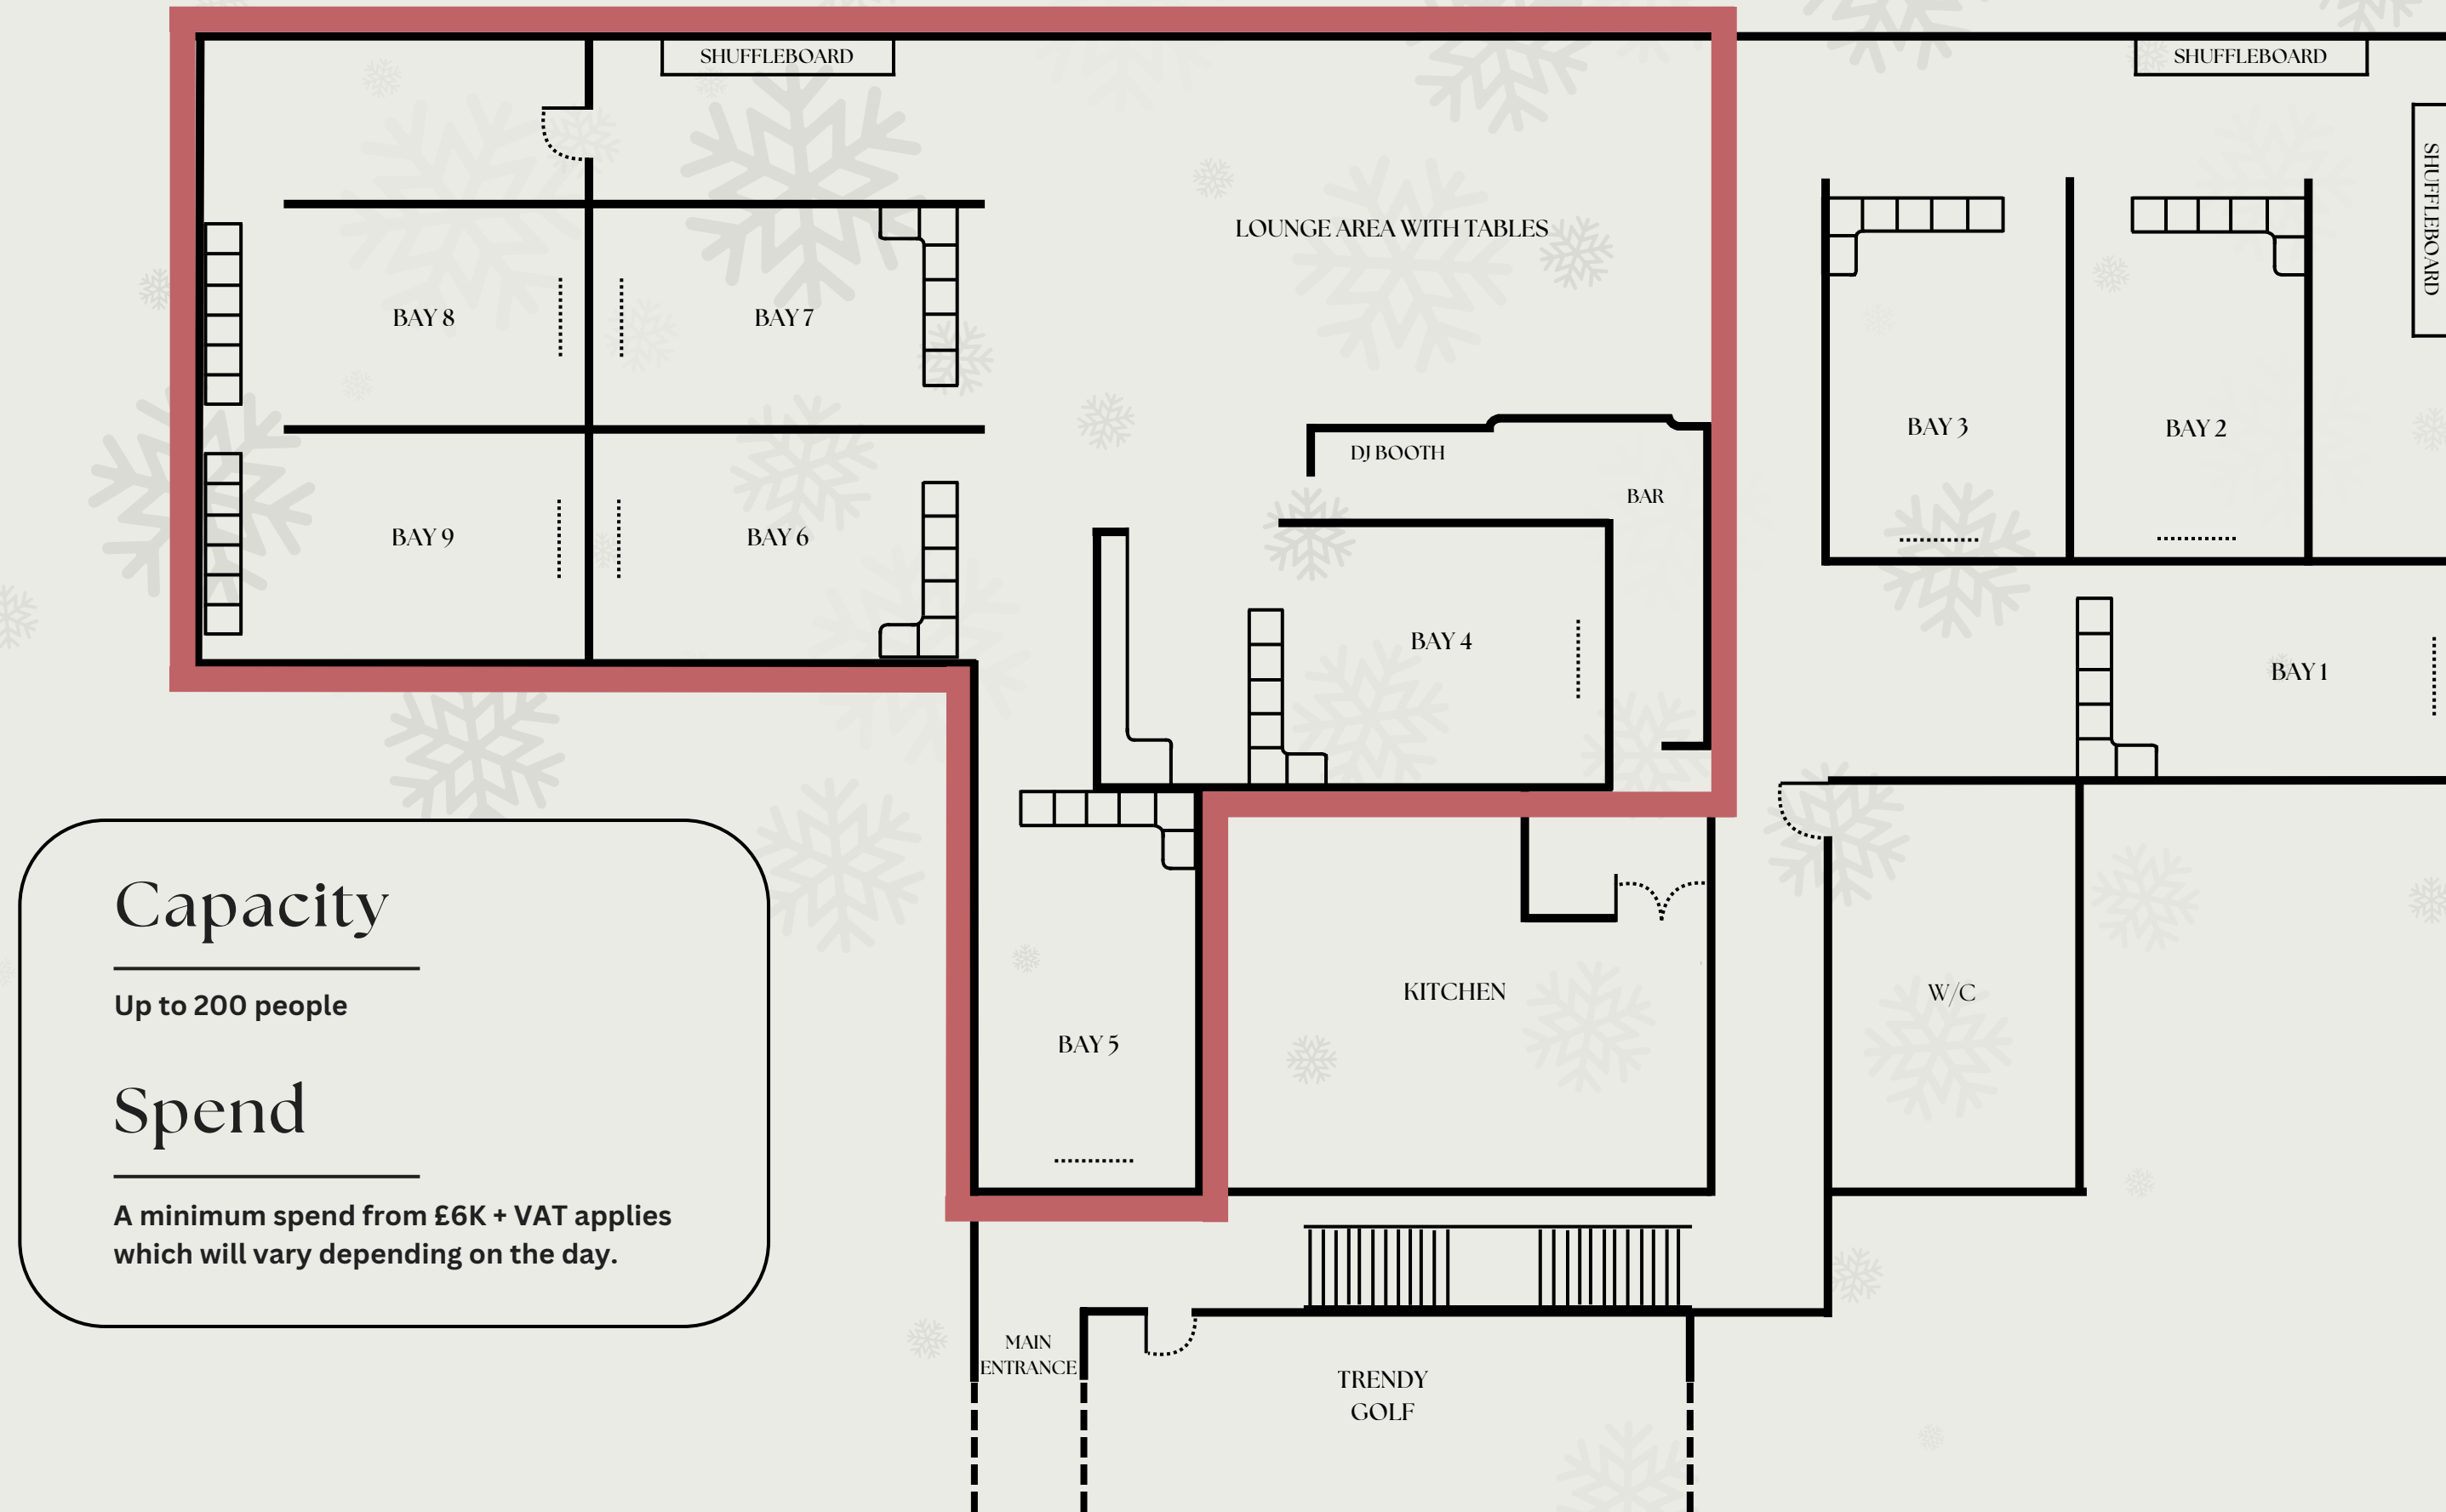 SHUFFLEBOARD
SHUFFLEBOARD
SHUFFLEBOARD
LOUNGE AREA WITH TABLES
BAY 8
BAY 7
BAY 3
BAY 2
DJ BOOTH
BAR
BAY 9
BAY 6
BAY 4
BAY 1
Capacity
Up to 200 people
Spend
A minimum spend from £6K + VAT applies
which will vary depending on the day.
KITCHEN
W/C
BAY 5
MAIN
ENTRANCE
TRENDY
GOLF